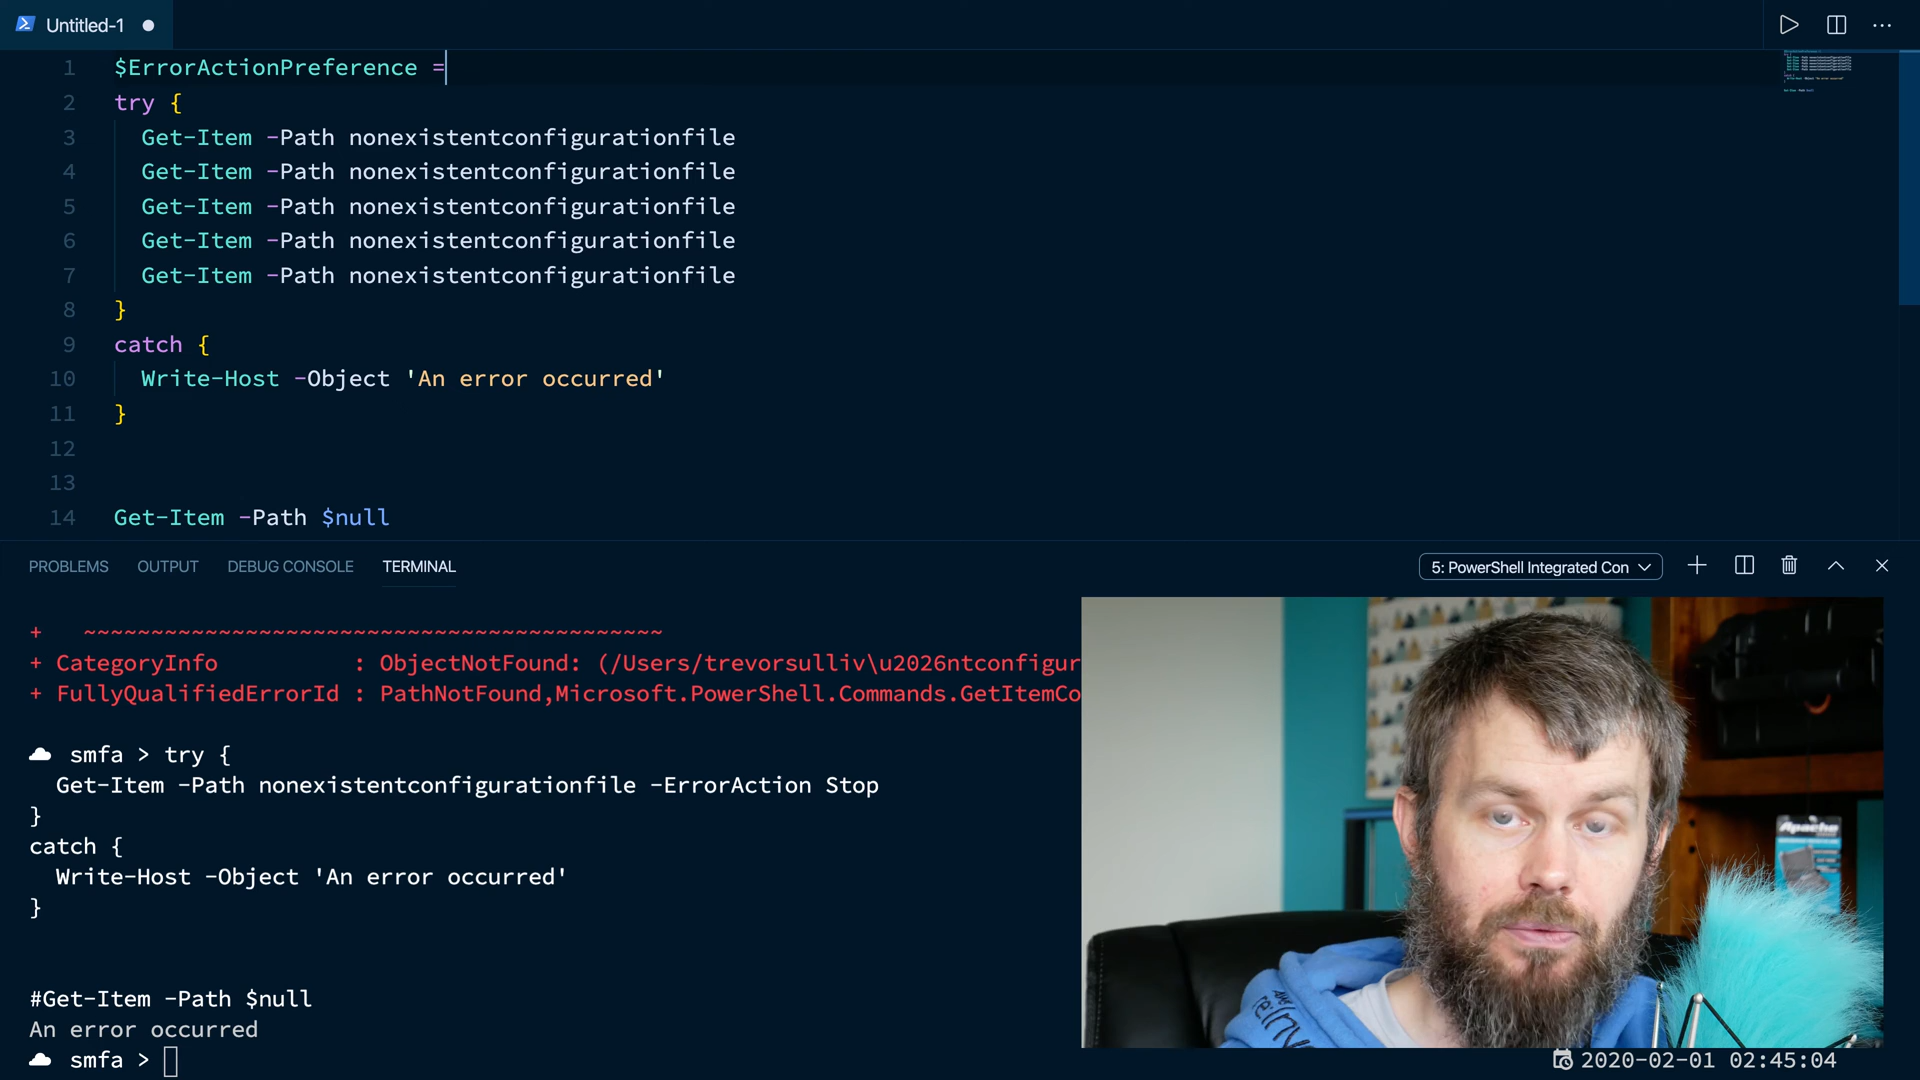 Untitled-1
1 $ErrorActionPreference =
2 try {
3 Get-Item -Path nonexistentconfigurationfile
4 Get-Item -Path nonexistentconfigurationfile
5 Get-Item -Path nonexistentconfigurationfile
6 Get-Item -Path nonexistentconfigurationfile
7 Get-Item -Path nonexistentconfigurationfile
8 }
9 catch {
10 Write-Host -Object 'An error occurred'
11 }
12
13
14 Get-Item -Path $null
PROBLEMS OUTPUT DEBUG CONSOLE TERMINAL 5: PowerShell Integrated Con
+ ~~~~~~~~~~~~~~~~~~~~~~~~~~~~~~~~~~~~~~~~~~~
+ CategoryInfo : ObjectNotFound: (/Users/trevorsulliv\u2026ntconfigur
+ FullyQualifiedErrorId : PathNotFound,Microsoft.PowerShell.Commands.GetItemCo
smfa > try {
Get-Item -Path nonexistentconfigurationfile -ErrorAction Stop
}
catch {
Write-Host -Object 'An error occurred'
}
#Get-Item -Path $null
An error occurred
smfa >
Apache
2020-02-01 02:45:04